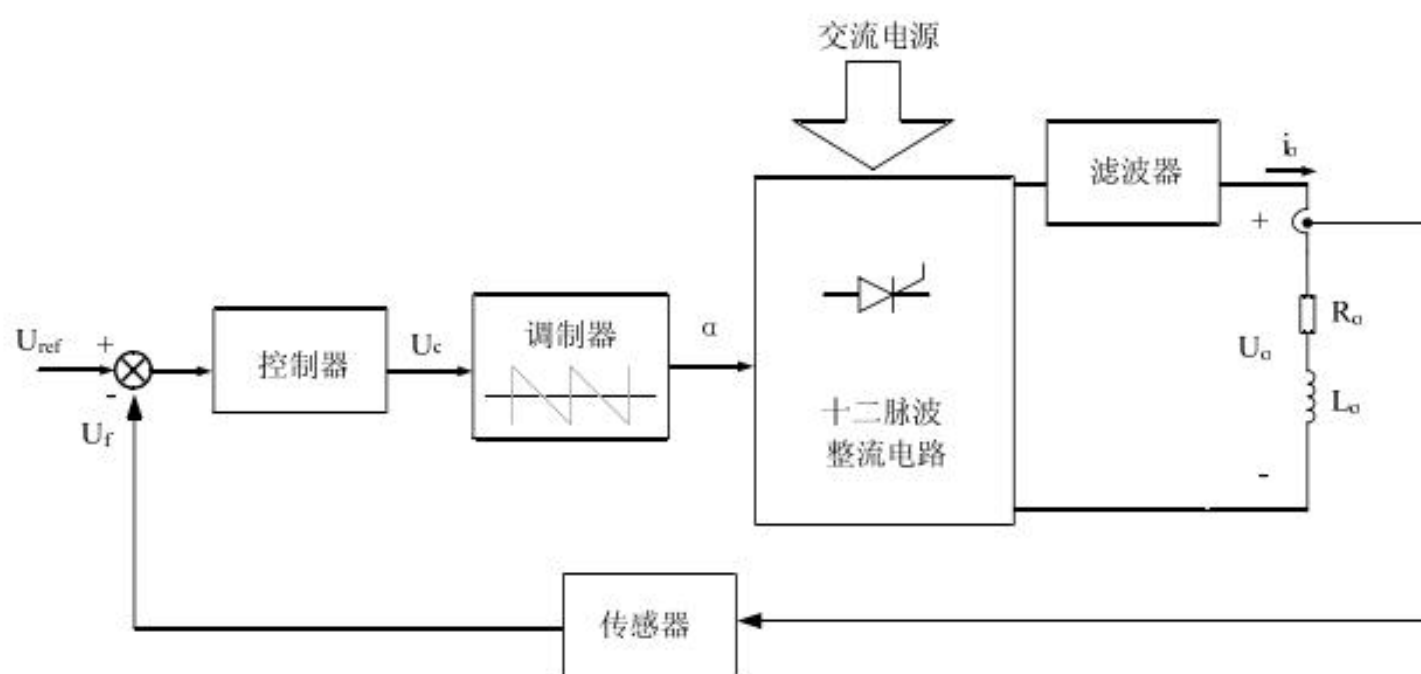 交流电源
滤波器
iₒ
+
Uref
+
-
控制器
Uc
调制器
α
Rₒ
Uₒ
Lₒ
十二脉波
整流电路
Uf
-
传感器